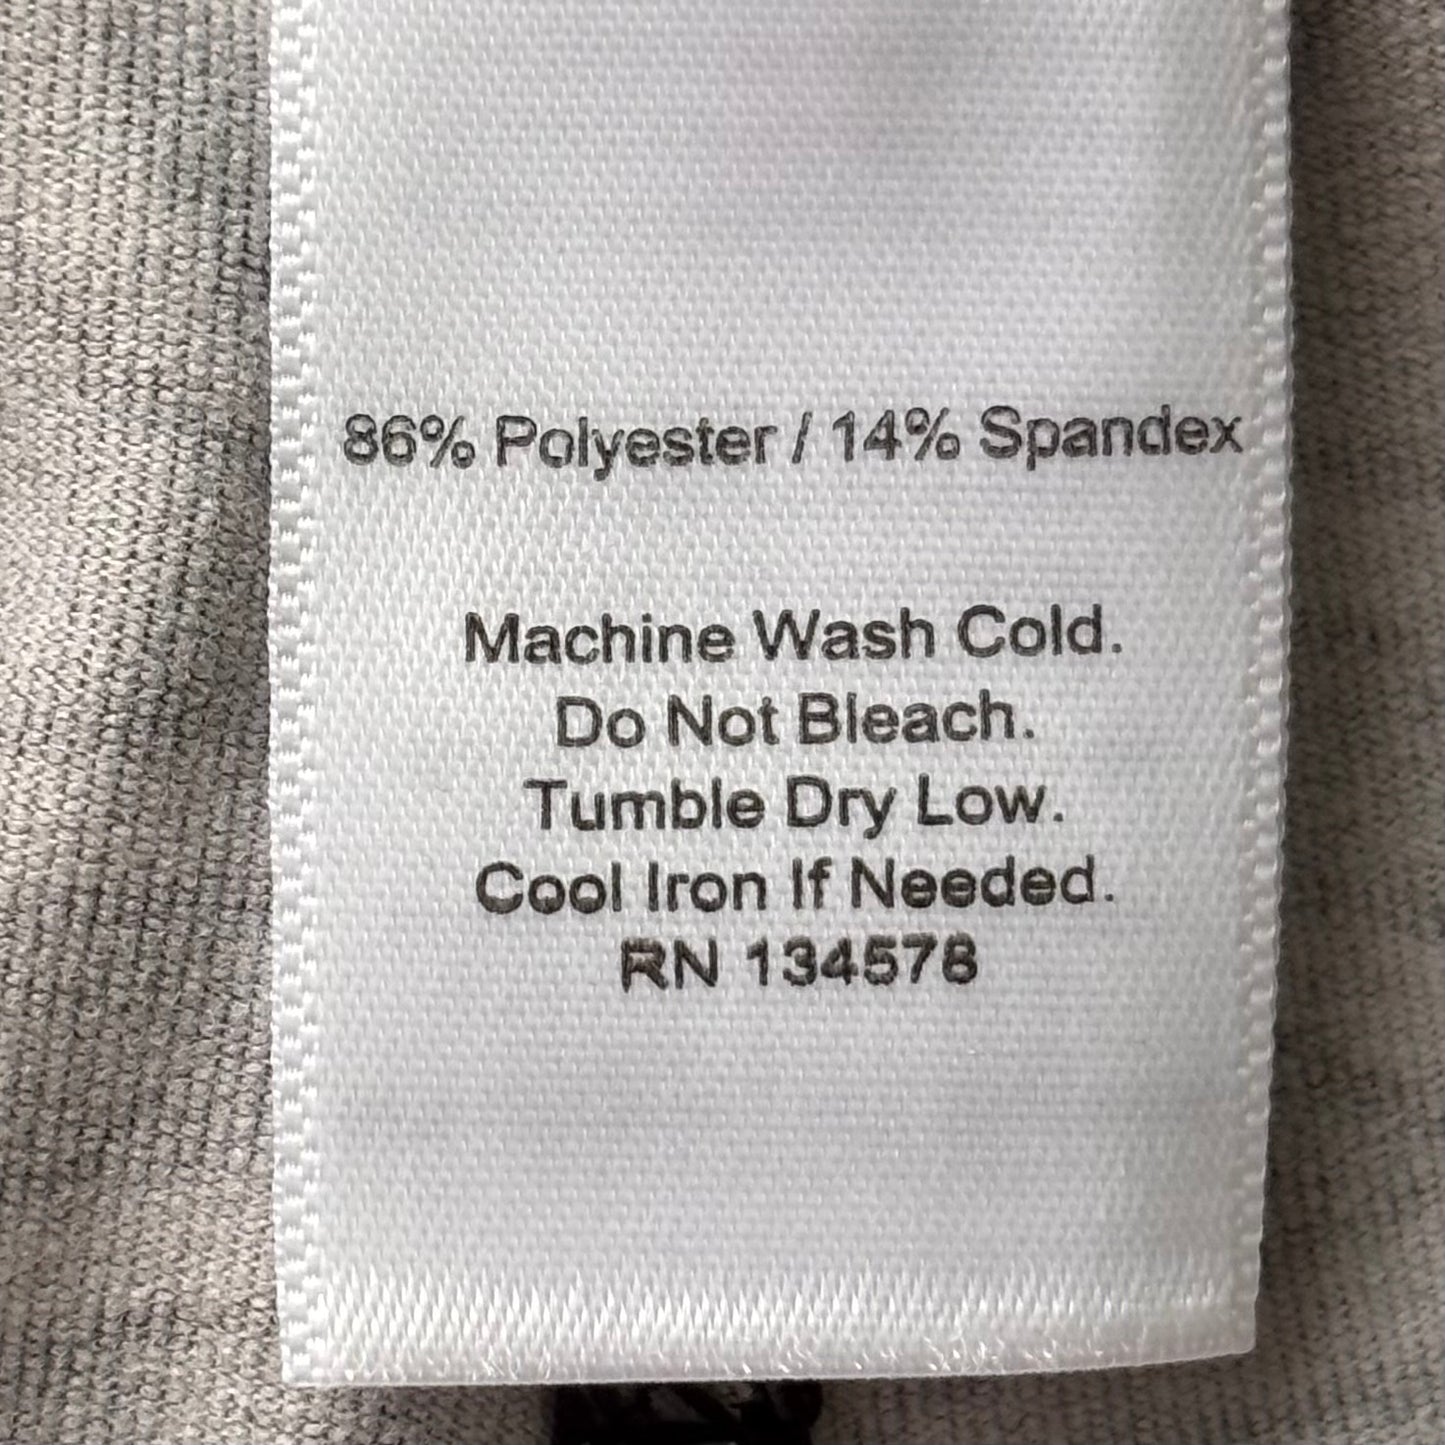 86% Polyester / 14% Spandex
Machine Wash Cold.
Do Not Bleach.
Tumble Dry Low.
Cool Iron If Needed.
RN 134578